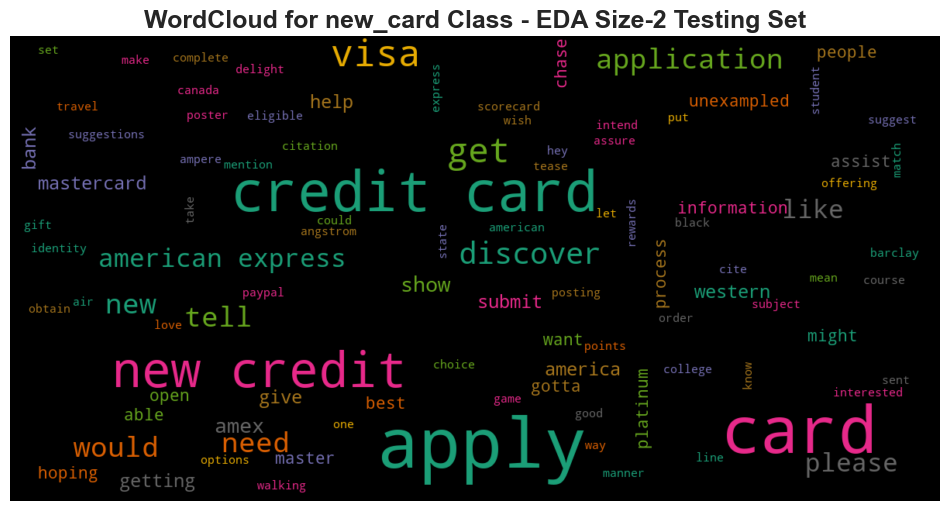 WordCloud for new_card Class - EDA Size-2 Testing Set
set
make
complete
delight
visa
express
chase
application
people
student
canada
travel
poster
eligible
help
scorecard
wish
unexampled
put
suggest
bank
suggestions
ampere
citation
mention
get
hey
tease
intend
assure
match
assist
offering
mastercard
take
credit card
let
rewards
information
black
like
gift
identity
could
angstrom
state
american
american express
discover
process
cite
barclay
mean
course
obtain
air
new
paypal
love
tell
show
submit
posting
western
subject
order
might
new credit
want
points
choice
america
gotta
platinum
college
know
sent
interested
open
able
give
best
game
good
one
amex
would
need
apply
way
card
line
please
hoping
options
master
getting
walking
manner